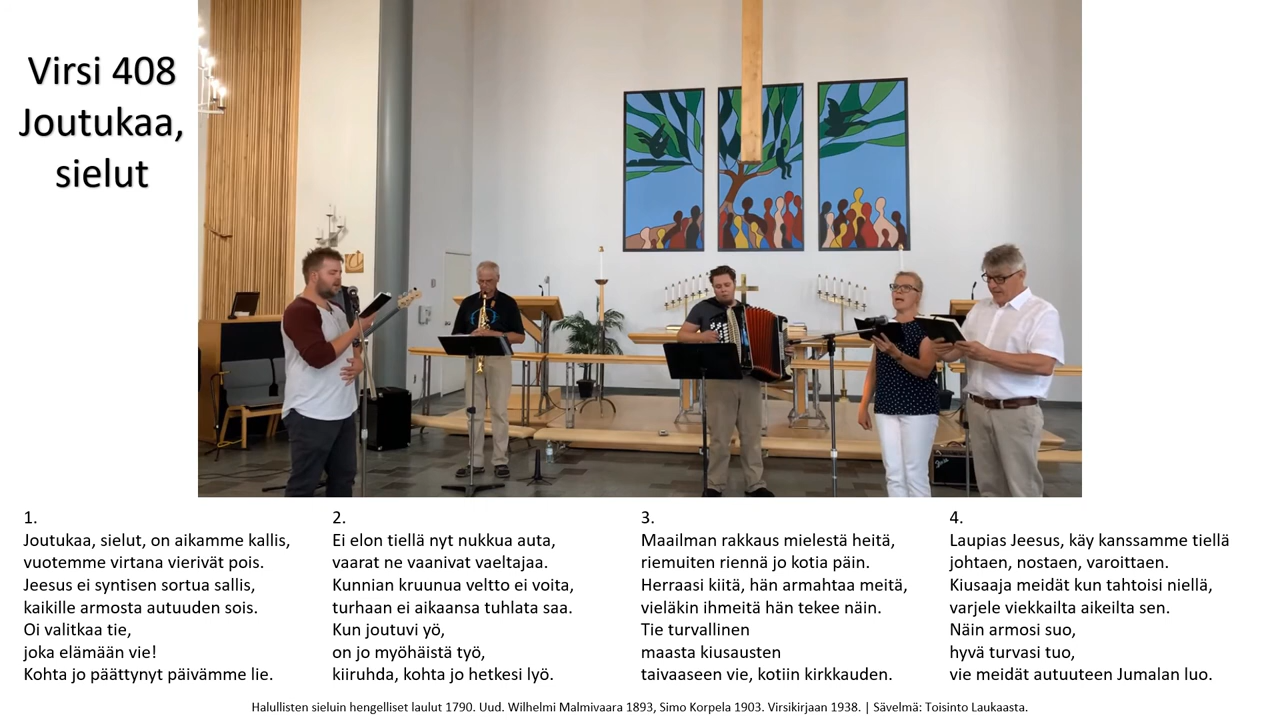 Virsi 408
Joutukaa,
sielut
1.
Joutukaa, sielut, on aikamme kallis,
vuotemme virtana vierivät pois.
Jeesus ei syntisen sortua sallis,
kaikille armosta autuuden sois.
Oi valitkaa tie,
joka elämään vie!
Kohta jo päättynyt päivämme lie.
2.
Ei elon tiellä nyt nukkua auta,
vaarat ne vaanivat vaeltajaa.
Kunnian kruunua veltto ei voita,
turhaan ei aikaansa tuhlata saa.
Kun joutuvi yö,
on jo myöhäistä työ,
kiiruhda, kohta jo hetkesi lyö.
3.
Maailman rakkaus mielestä heitä,
riemuiten riennä jo kotia päin.
Herraasi kiitä, hän armahtaa meitä,
vieläkin ihmeitä hän tekee näin.
Tie turvallinen
maasta kiusausten
taivaaseen vie, kotiin kirkkauden.
4.
Laupias Jeesus, käy kanssamme tiellä
johtaen, nostaen, varoittaen.
Kiusaaja meidät kun tahtoisi niellä,
varjele viekkailta aikeilta sen.
Näin armosi suo,
hyvä turvasi tuo,
vie meidät autuuteen Jumalan luo.
Halullisten sieluin hengelliset laulut 1790. Uud. Wilhelmi Malmivaara 1893, Simo Korpela 1903. Virsikirjaan 1938. | Sävelmä: Toisinto Laukaasta.